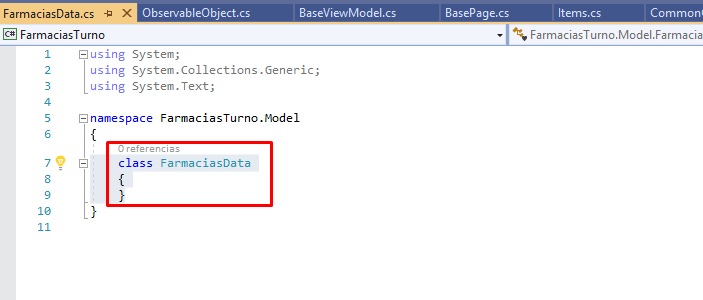 FarmaciasData.cs
ObservableObject.cs
BaseViewModel.cs
BasePage.cs
Items.cs
CommonC
C# FarmaciasTurno
FarmaciasTurno.Model.Farmacia
1 using System;
2 using System.Collections.Generic;
3 using System.Text;
4
5 namespace FarmaciasTurno.Model
6 {
0 referencias
7 class FarmaciasData
8 {
9 }
10 }
11